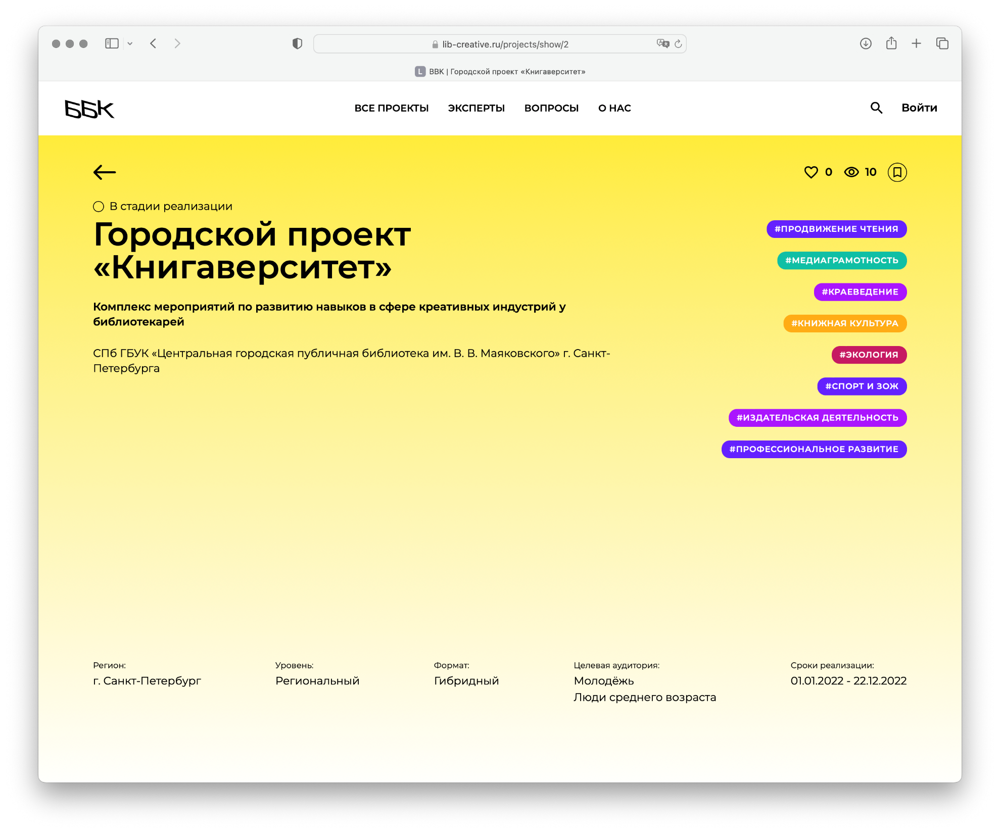 lib-creative.ru/projects/show/2
L BBK | Городской проект «Книгаверситет»
ББК
ВСЕ ПРОЕКТЫ ЭКСПЕРТЫ ВОПРОСЫ О НАС
Войти
0 10
В стадии реализации
Городской проект
«Книгаверситет»
Комплекс мероприятий по развитию навыков в сфере креативных индустрий у
библиотекарей
СПб ГБУК «Центральная городская публичная библиотека им. В. В. Маяковского» г. Санкт-
Петербурга
#ПРОДВИЖЕНИЕ ЧТЕНИЯ
#МЕДИАГРАМОТНОСТЬ
#КРАЕВЕДЕНИЕ
#КНИЖНАЯ КУЛЬТУРА
#ЭКОЛОГИЯ
#СПОРТ И ЗОЖ
#ИЗДАТЕЛЬСКАЯ ДЕЯТЕЛЬНОСТЬ
#ПРОФЕССИОНАЛЬНОЕ РАЗВИТИЕ
Регион:
г. Санкт-Петербург
Уровень:
Региональный
Формат:
Гибридный
Целевая аудитория:
Молодёжь
Люди среднего возраста
Сроки реализации:
01.01.2022 - 22.12.2022